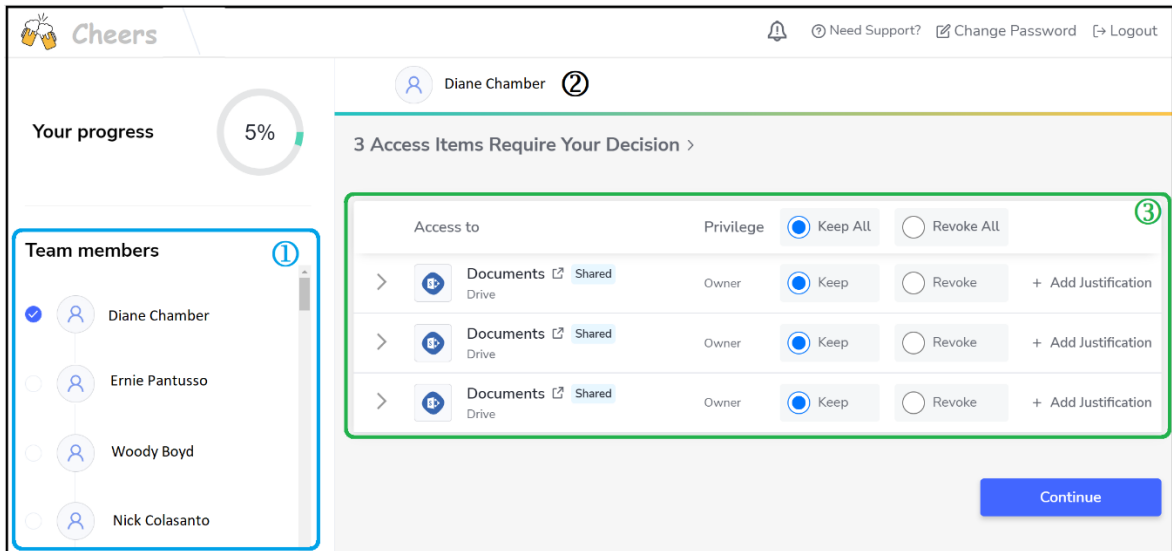 Cheers
Need Support? Change Password Logout
Your progress
5%
Diane Chamber ②
3 Access Items Require Your Decision >
Team members ①
Diane Chamber
Ernie Pantusso
Woody Boyd
Nick Colasanto
③
Access to Privilege Keep All Revoke All
Documents Shared
Drive Owner Keep Revoke + Add Justification
Documents Shared
Drive Owner Keep Revoke + Add Justification
Documents Shared
Drive Owner Keep Revoke + Add Justification
Continue